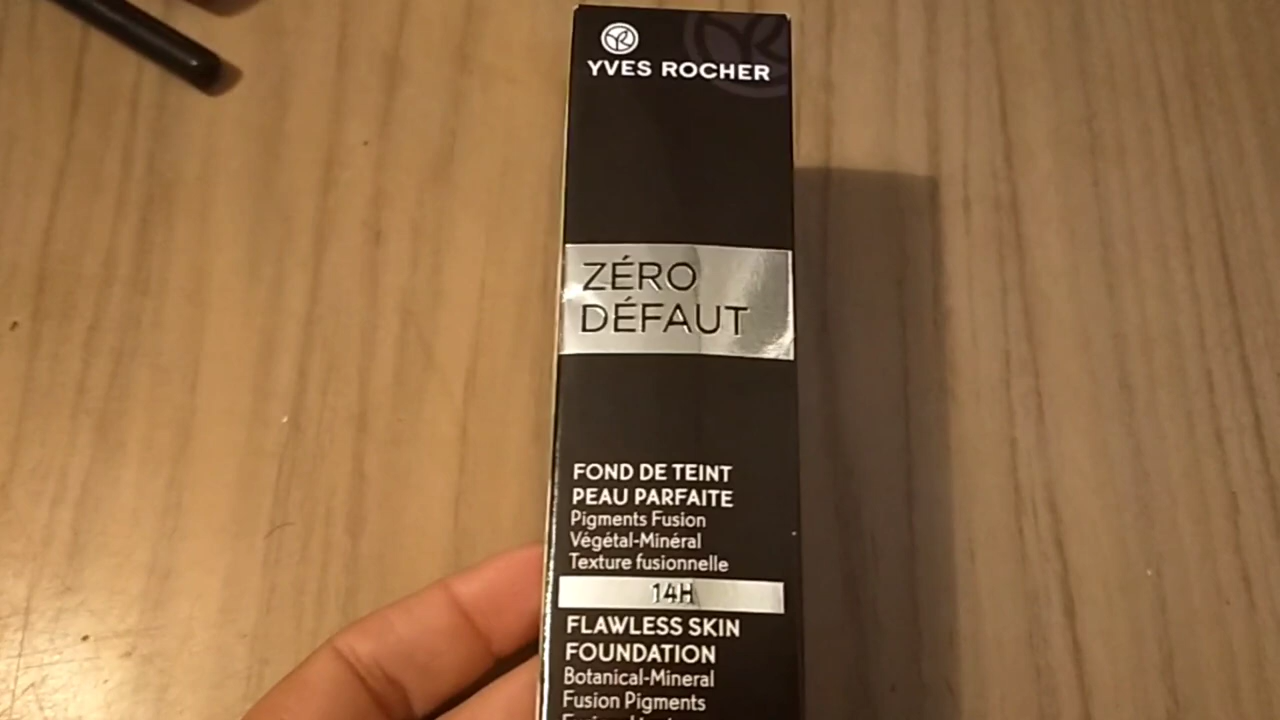 YVES ROCHER
ZÉRO
DÉFAUT
FOND DE TEINT
PEAU PARFAITE
Pigments Fusion
Végétal-Minéral
Texture fusionnelle
14H
FLAWLESS SKIN
FOUNDATION
Botanical-Mineral
Fusion Pigments